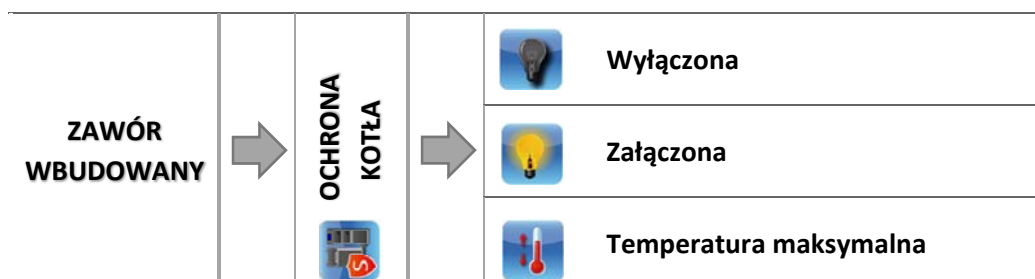 ZAWÓR
WBUDOWANY
OCHRONA
KOTŁA
Wyłączona
Załączona
Temperatura maksymalna